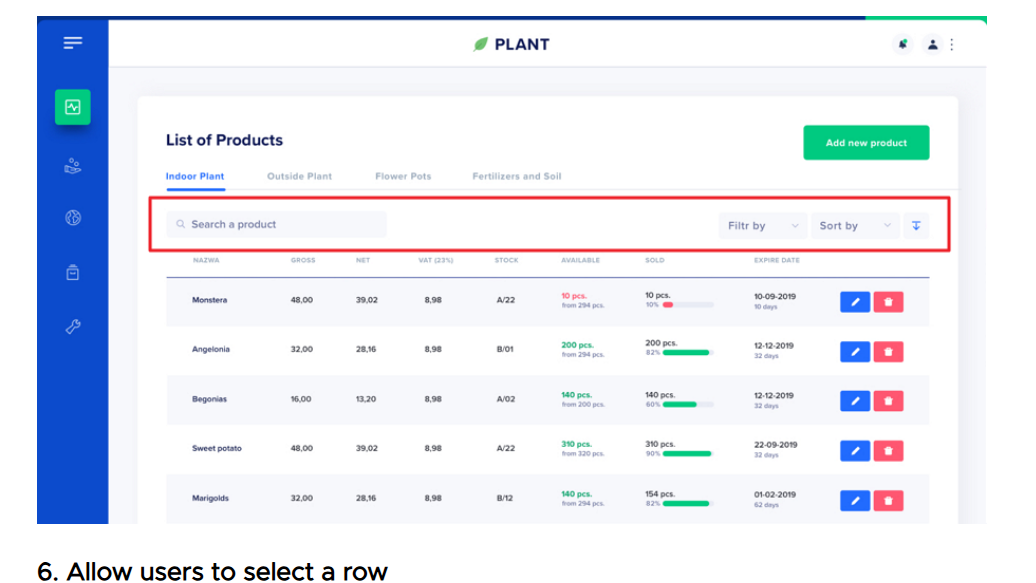 PLANT
List of Products
Add new product
Indoor Plant Outside Plant Flower Pots Fertilizers and Soil
Search a product Filtr by Sort by
NAZWA GROSS NET VAT (23%) STOCK AVAILABLE SOLD EXPIRE DATE
Monstera 48,00 39,02 8,98 A/22 10 pcs. 10 pcs. 10-09-2019
from 294 pcs. 10% 10 days
Angelonia 32,00 28,16 8,98 B/01 200 pcs. 200 pcs. 12-12-2019
from 294 pcs. 82% 32 days
Begonias 16,00 13,20 8,98 A/02 140 pcs. 140 pcs. 12-12-2019
from 200 pcs. 60% 32 days
Sweet potato 48,00 39,02 8,98 A/22 310 pcs. 310 pcs. 22-09-2019
from 320 pcs. 90% 32 days
Marigolds 32,00 28,16 8,98 B/12 140 pcs. 154 pcs. 01-02-2019
from 294 pcs. 82% 62 days
6. Allow users to select a row